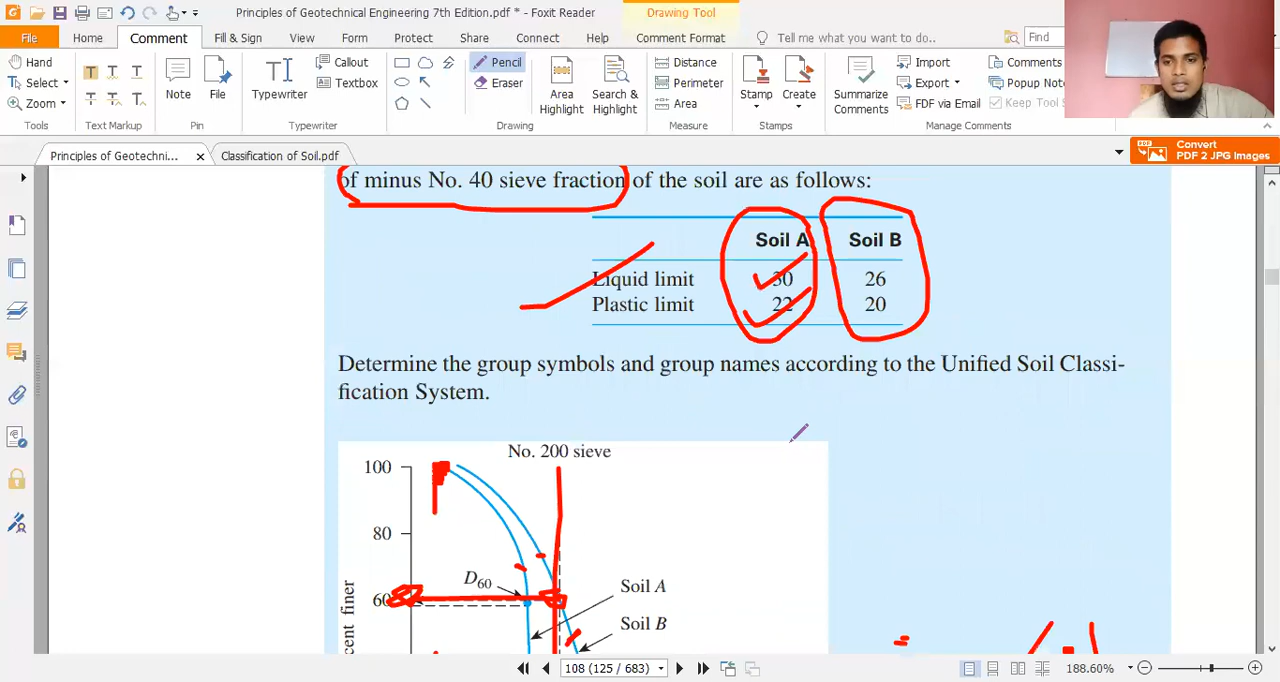 Principles of Geotechnical Engineering 7th Edition.pdf * - Foxit Reader
Drawing Tool
File Home Comment Fill & Sign View Form Protect Share Connect Help Comment Format Tell me what you want to do.. Find
Hand
Select
Zoom
Tools
Text Markup
Note
File
Pin
Typewriter
Callout
Textbox
Typewriter
Pencil
Eraser
Area Highlight
Search & Highlight
Drawing
Distance
Perimeter
Area
Measure
Stamp
Create
Stamps
Summarize Comments
Import
Export
FDF via Email
Comments
Popup Note
Keep Tool S
Manage Comments
Principles of Geotechni... Classification of Soil.pdf
Convert
PDF 2 JPG Images
of minus No. 40 sieve fraction of the soil are as follows:
Soil A Soil B
Liquid limit 30 26
Plastic limit 22 20
Determine the group symbols and group names according to the Unified Soil Classi-
fication System.
No. 200 sieve
100
80
D60
60
Soil A
Soil B
cent finer
108 (125 / 683)
188.60%